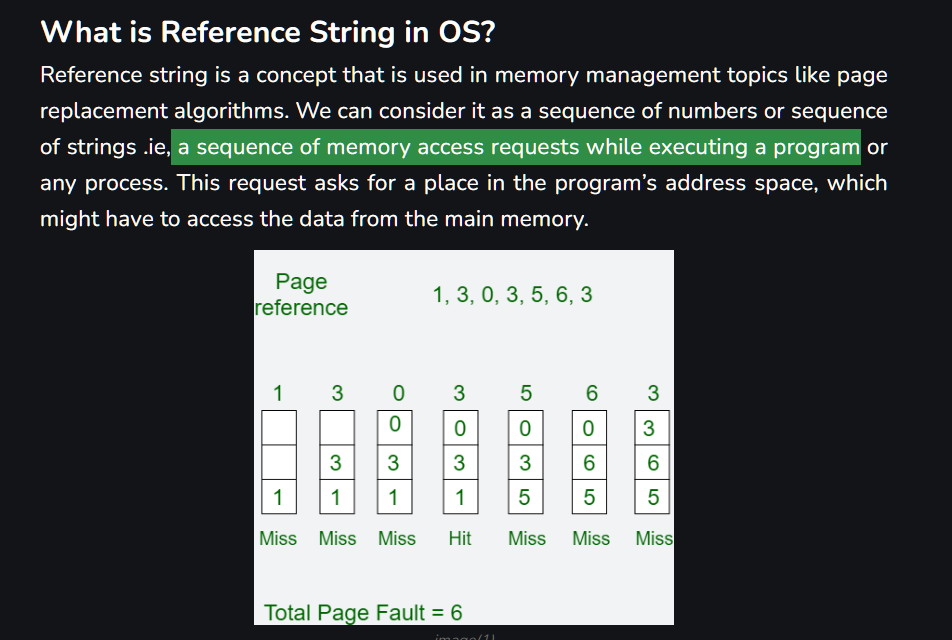 What is Reference String in OS?
Reference string is a concept that is used in memory management topics like page
replacement algorithms. We can consider it as a sequence of numbers or sequence
of strings .ie, a sequence of memory access requests while executing a program or
any process. This request asks for a place in the program’s address space, which
might have to access the data from the main memory.
Page
reference
1, 3, 0, 3, 5, 6, 3
1 3 0 3 5 6 3
0 0 0 0 3
3 3 3 3 6 6
1 1 1 1 5 5 5
Miss Miss Miss Hit Miss Miss Miss
Total Page Fault = 6